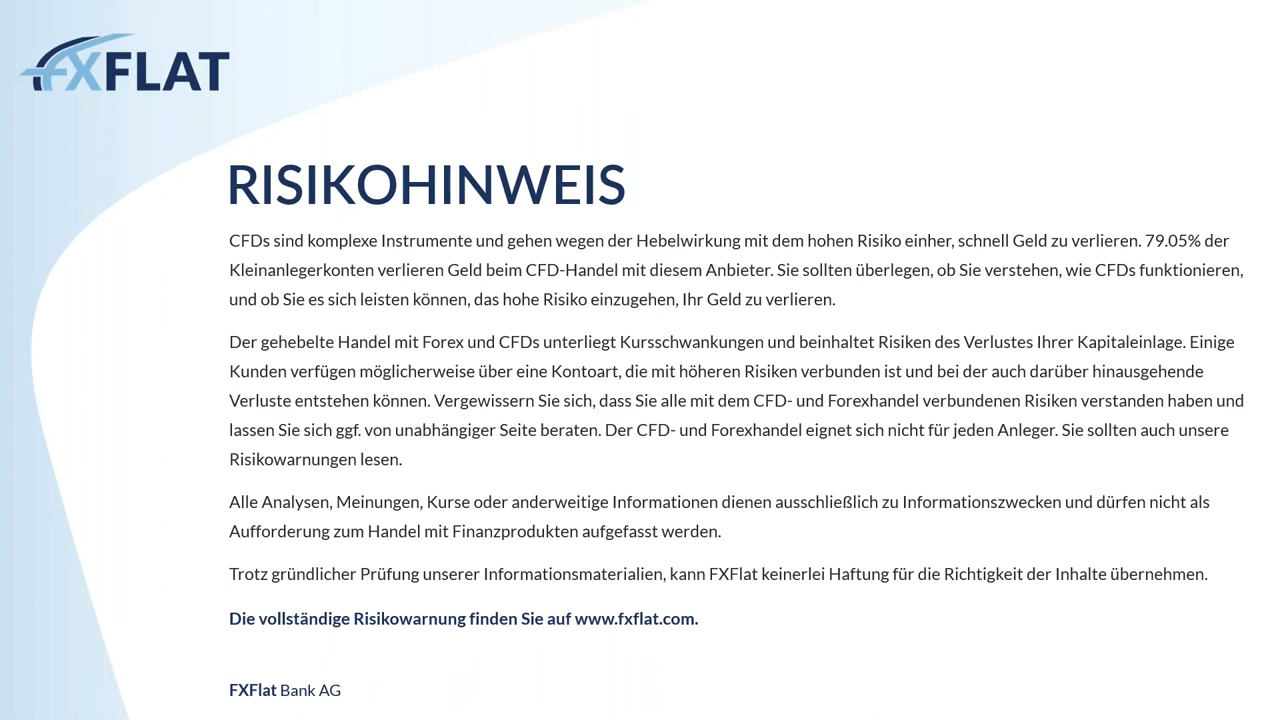 FXFLAT
RISIKOHINWEIS
CFDs sind komplexe Instrumente und gehen wegen der Hebelwirkung mit dem hohen Risiko einher, schnell Geld zu verlieren. 79.05% der
Kleinanlegerkonten verlieren Geld beim CFD-Handel mit diesem Anbieter. Sie sollten überlegen, ob Sie verstehen, wie CFDs funktionieren,
und ob Sie es sich leisten können, das hohe Risiko einzugehen, Ihr Geld zu verlieren.
Der gehebelte Handel mit Forex und CFDs unterliegt Kursschwankungen und beinhaltet Risiken des Verlustes Ihrer Kapitaleinlage. Einige
Kunden verfügen möglicherweise über eine Kontoart, die mit höheren Risiken verbunden ist und bei der auch darüber hinausgehende
Verluste entstehen können. Vergewissern Sie sich, dass Sie alle mit dem CFD- und Forexhandel verbundenen Risiken verstanden haben und
lassen Sie sich ggf. von unabhängiger Seite beraten. Der CFD- und Forexhandel eignet sich nicht für jeden Anleger. Sie sollten auch unsere
Risikowarnungen lesen.
Alle Analysen, Meinungen, Kurse oder anderweitige Informationen dienen ausschließlich zu Informationszwecken und dürfen nicht als
Aufforderung zum Handel mit Finanzprodukten aufgefasst werden.
Trotz gründlicher Prüfung unserer Informationsmaterialien, kann FXFlat keinerlei Haftung für die Richtigkeit der Inhalte übernehmen.
Die vollständige Risikowarnung finden Sie auf www.fxflat.com.
FXFlat Bank AG